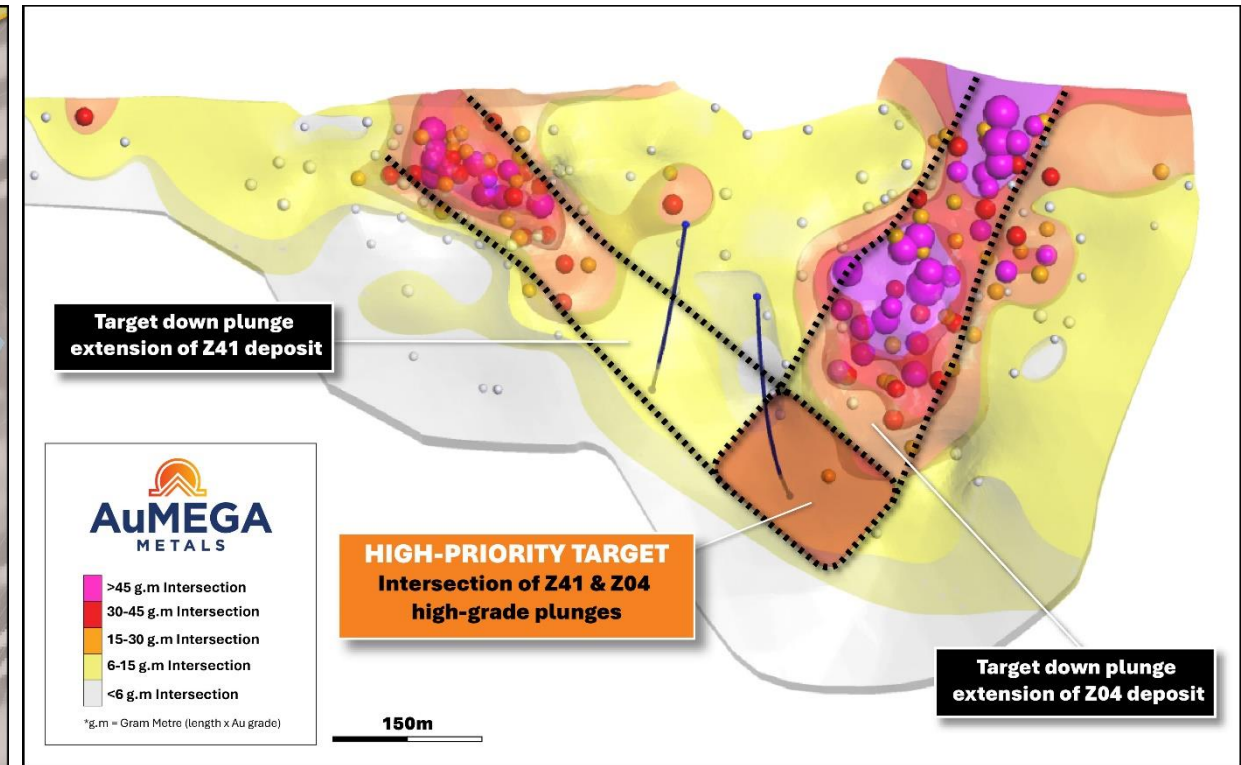 Target down plunge
extension of Z41 deposit
AuMEGA
METALS
>45 g.m Intersection
30-45 g.m Intersection
15-30 g.m Intersection
6-15 g.m Intersection
<6 g.m Intersection
*g.m = Gram Metre (length x Au grade)
HIGH-PRIORITY TARGET
Intersection of Z41 & Z04
high-grade plunges
150m
Target down plunge
extension of Z04 deposit